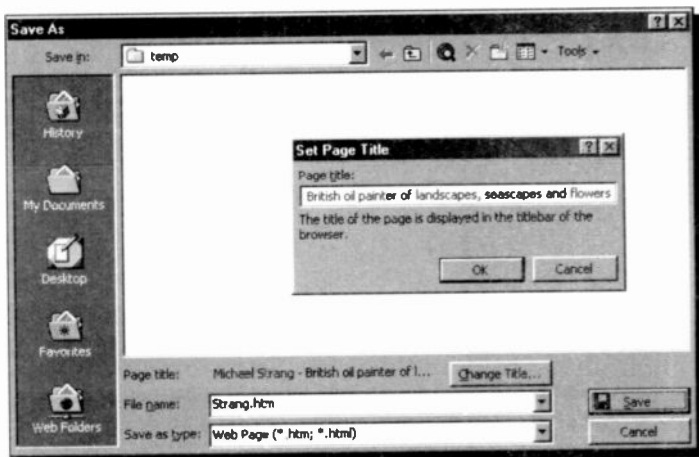 Save As
Save in: temp Tools
History
My Documents
Desktop
Favorites
Web Folders
Set Page Title
Page title:
British oil painter of landscapes, seascapes and flowers
The title of the page is displayed in the titlebar of the
browser.
OK Cancel
Page title: Michael Strang - British oil painter of l... Change Title...
File name: Strang.htm Save
Save as type: Web Page (*.htm; *.html) Cancel